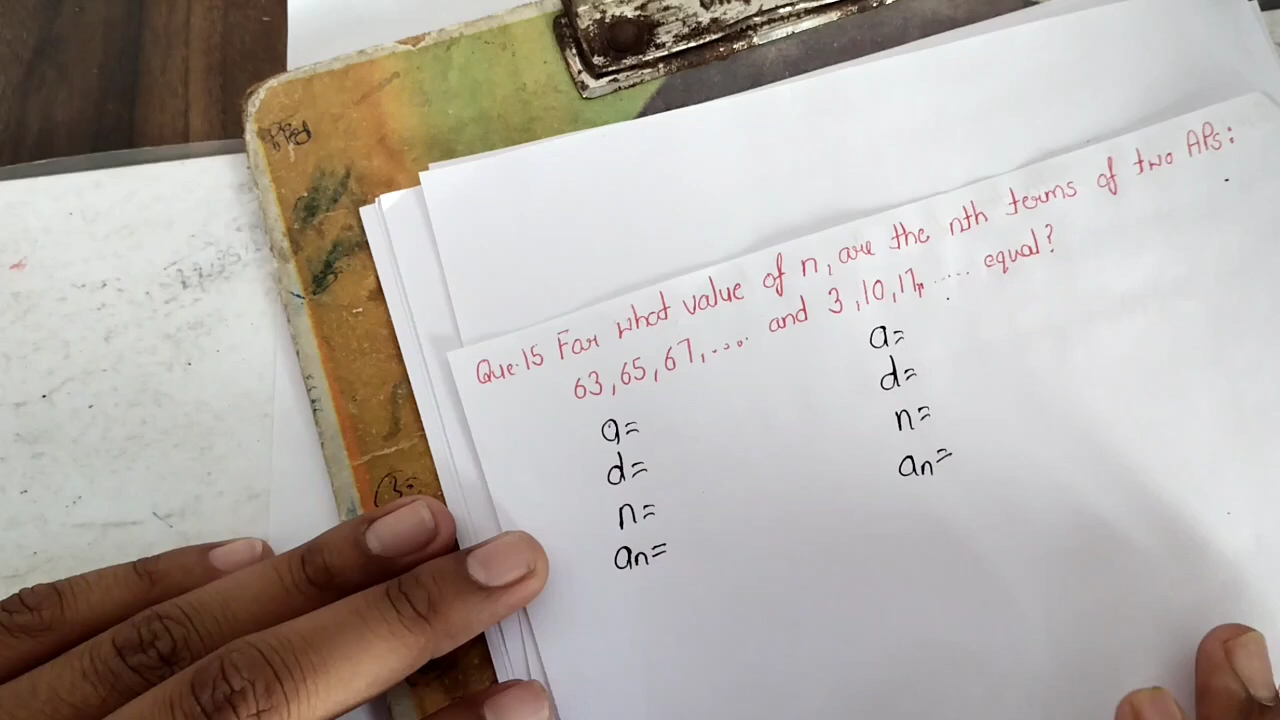 Que.15 For what value of n, are the nth terms of two APs:
63, 65, 67, .... and 3, 10, 17, ..... equal?
a=
d=
n=
an=
a=
d=
n=
an=